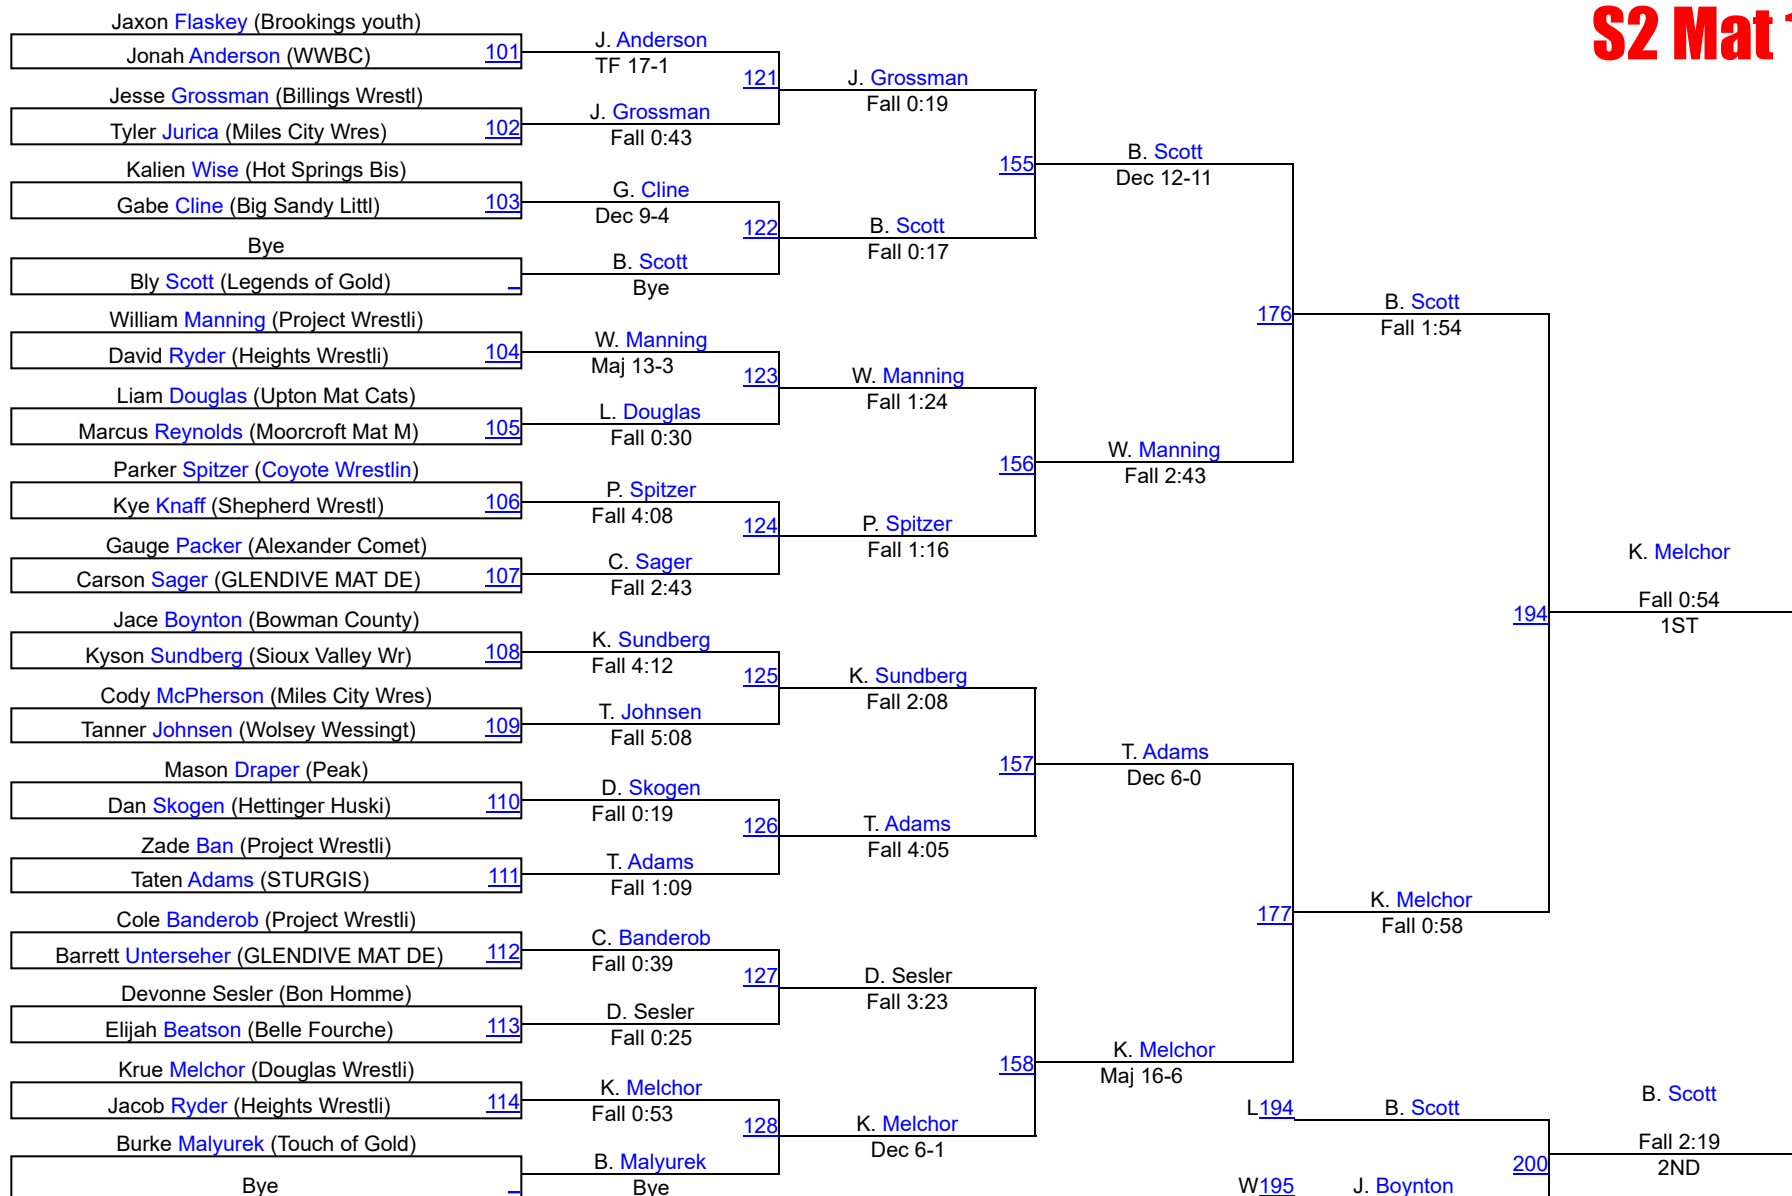 S2 Mat
Jaxon Flaskey (Brookings youth)
Jonah Anderson (WWBC) 101
Jesse Grossman (Billings Wrestl)
Tyler Jurica (Miles City Wres) 102
Kalien Wise (Hot Springs Bis)
Gabe Cline (Big Sandy Littl) 103
Bye
Bly Scott (Legends of Gold)
William Manning (Project Wrestli)
David Ryder (Heights Wrestli) 104
Liam Douglas (Upton Mat Cats)
Marcus Reynolds (Moorcroft Mat M) 105
Parker Spitzer (Coyote Wrestlin)
Kye Knaff (Shepherd Wrestl) 106
Gauge Packer (Alexander Comet)
Carson Sager (GLENDIVE MAT DE) 107
Jace Boynton (Bowman County)
Kyson Sundberg (Sioux Valley Wr) 108
Cody McPherson (Miles City Wres)
Tanner Johnsen (Wolsey Wessingt) 109
Mason Draper (Peak)
Dan Skogen (Hettinger Huski) 110
Zade Ban (Project Wrestli)
Taten Adams (STURGIS) 111
Cole Banderob (Project Wrestli)
Barrett Unterseher (GLENDIVE MAT DE) 112
Devonne Sesler (Bon Homme)
Elijah Beatson (Belle Fourche) 113
Krue Melchor (Douglas Wrestli)
Jacob Ryder (Heights Wrestli) 114
Burke Malyurek (Touch of Gold)
Bye
J. Anderson
TF 17-1
121
J. Grossman
Fall 0:43
G. Cline
Dec 9-4
122
B. Scott
Bye
W. Manning
Maj 13-3
123
L. Douglas
Fall 0:30
P. Spitzer
Fall 4:08
124
C. Sager
Fall 2:43
K. Sundberg
Fall 4:12
125
T. Johnsen
Fall 5:08
D. Skogen
Fall 0:19
126
T. Adams
Fall 1:09
C. Banderob
Fall 0:39
127
D. Sesler
Fall 0:25
K. Melchor
Fall 0:53
128
B. Malyurek
Bye
J. Grossman
Fall 0:19
155
B. Scott
Fall 0:17
W. Manning
Fall 1:24
156
P. Spitzer
Fall 1:16
K. Sundberg
Fall 2:08
157
T. Adams
Fall 4:05
D. Sesler
Fall 3:23
158
K. Melchor
Dec 6-1
B. Scott
Dec 12-11
176
W. Manning
Fall 2:43
T. Adams
Dec 6-0
177
K. Melchor
Maj 16-6
B. Scott
Fall 1:54
194
K. Melchor
Fall 0:58
K. Melchor
Fall 0:54
1ST
L194 B. Scott
200
W195 J. Boynton
B. Scott
Fall 2:19
2ND